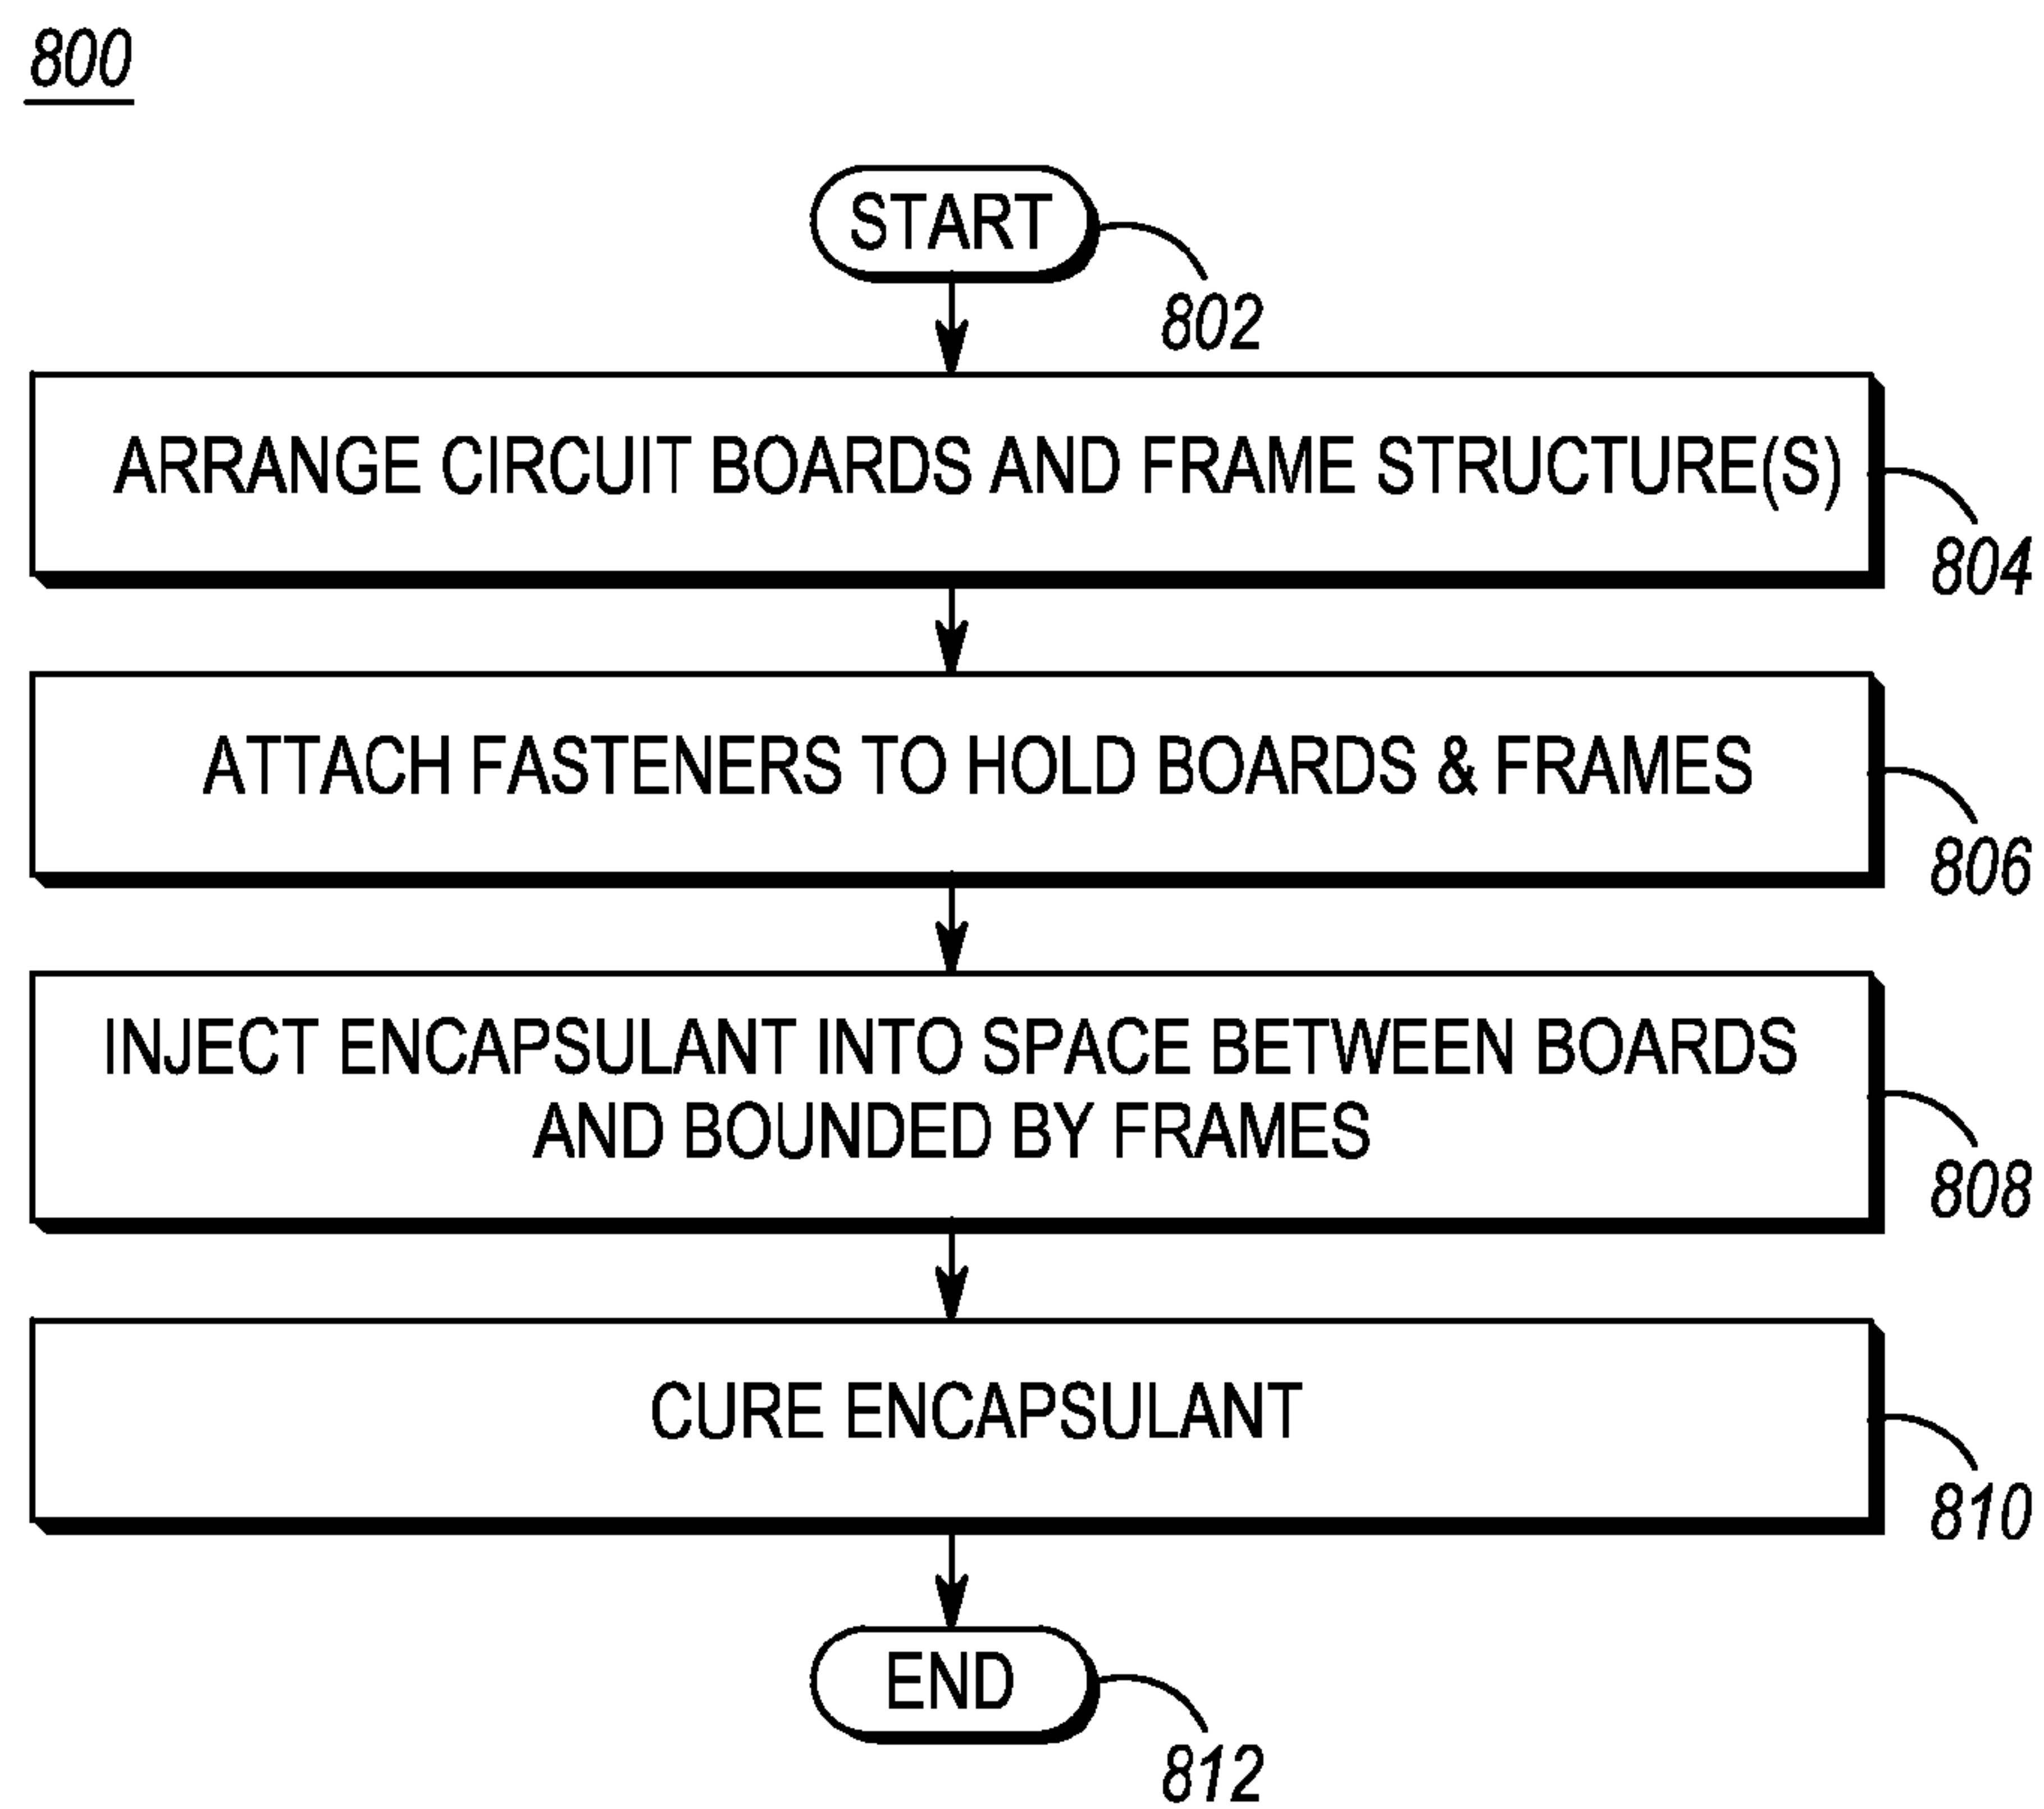 800
START
802
ARRANGE CIRCUIT BOARDS AND FRAME STRUCTURE(S)
804
ATTACH FASTENERS TO HOLD BOARDS & FRAMES
806
INJECT ENCAPSULANT INTO SPACE BETWEEN BOARDS
AND BOUNDED BY FRAMES
808
CURE ENCAPSULANT
810
END
812